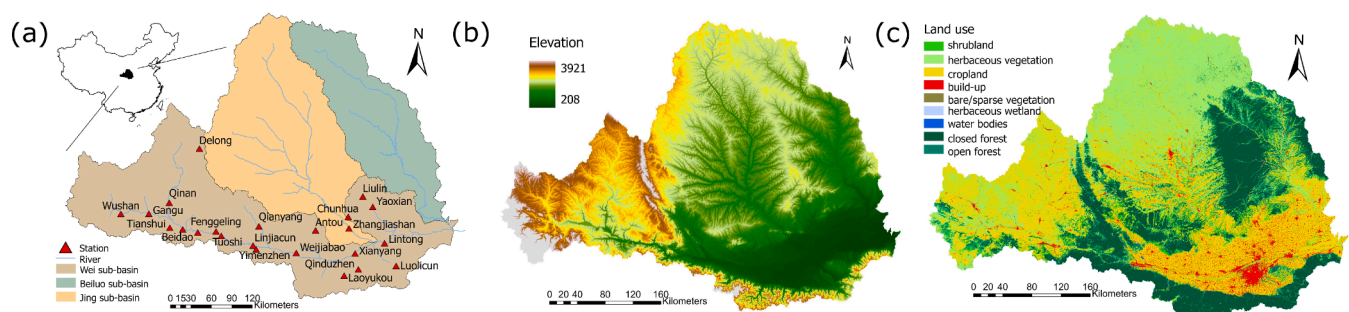 (a)
N
Delong
Qinan
Wushan
Gangu
Tianshui
Beidao
Fenggeling
Tuoshi
Qianyang
Linjiacun
Yimenzhen
Weijiabao
Antou
Chunhua
Liulin
Yaoxian
Zhangjiashan
Lintong
Xianyang
Qinduzhen
Laoyukou
Luolicun
Station
River
Wei sub-basin
Beiluo sub-basin
Jing sub-basin
0 1530 60 90 120
Kilometers
(b)
N
Elevation
3921
208
0 20 40 80 120 160
Kilometers
(c)
N
Land use
shrubland
herbaceous vegetation
cropland
build-up
bare/sparse vegetation
herbaceous wetland
water bodies
closed forest
open forest
0 20 40 80 120 160
Kilometers